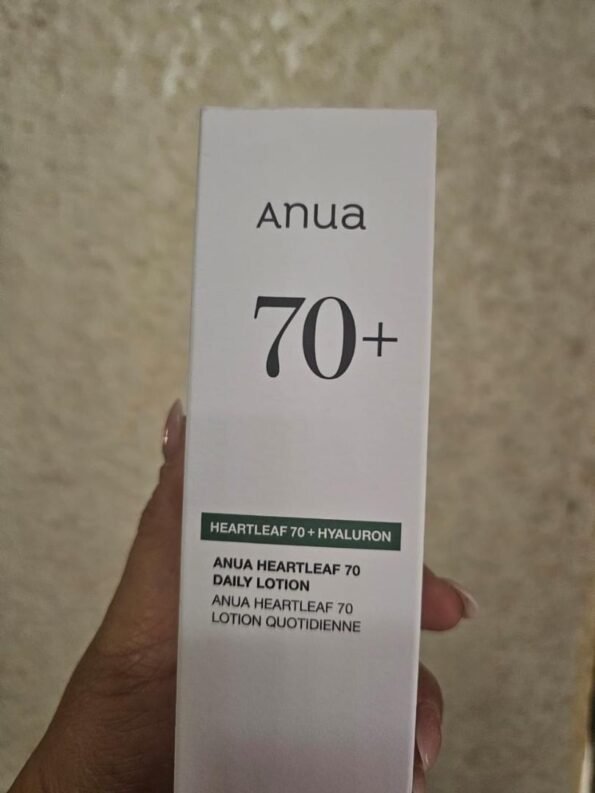 Anua
70+
HEARTLEAF 70 + HYALURON
ANUA HEARTLEAF 70
DAILY LOTION
ANUA HEARTLEAF 70
LOTION QUOTIDIENNE